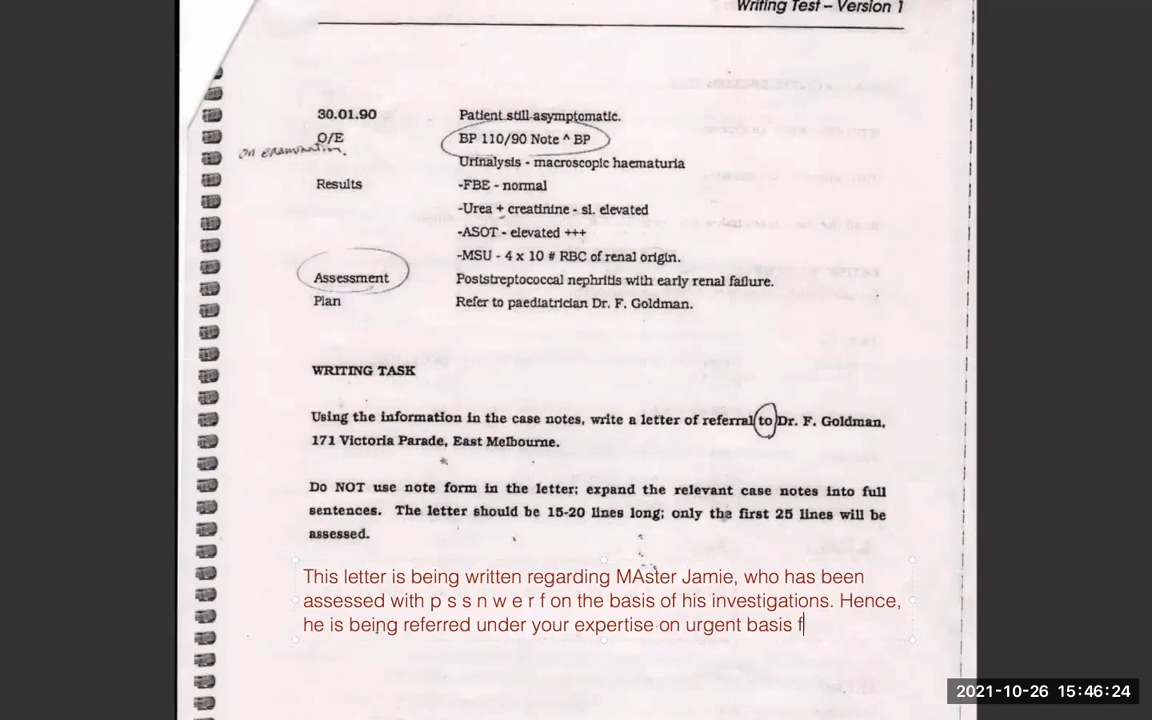 Writing Test – Version 1
30.01.90 Patient still asymptomatic.
O/E BP 110/90 Note ^ BP
on examination.
Urinalysis - macroscopic haematuria
Results -FBE - normal
-Urea + creatinine - sl. elevated
-ASOT - elevated +++
-MSU - 4 x 10 # RBC of renal origin.
Assessment Poststreptococcal nephritis with early renal failure.
Plan Refer to paediatrician Dr. F. Goldman.
WRITING TASK
Using the information in the case notes, write a letter of referral to Dr. F. Goldman,
171 Victoria Parade, East Melbourne.
Do NOT use note form in the letter; expand the relevant case notes into full
sentences. The letter should be 15-20 lines long; only the first 25 lines will be
assessed.
This letter is being written regarding MAster Jamie, who has been
assessed with p s s n w e r f on the basis of his investigations. Hence,
he is being referred under your expertise on urgent basis f
2021-10-26 15:46:24